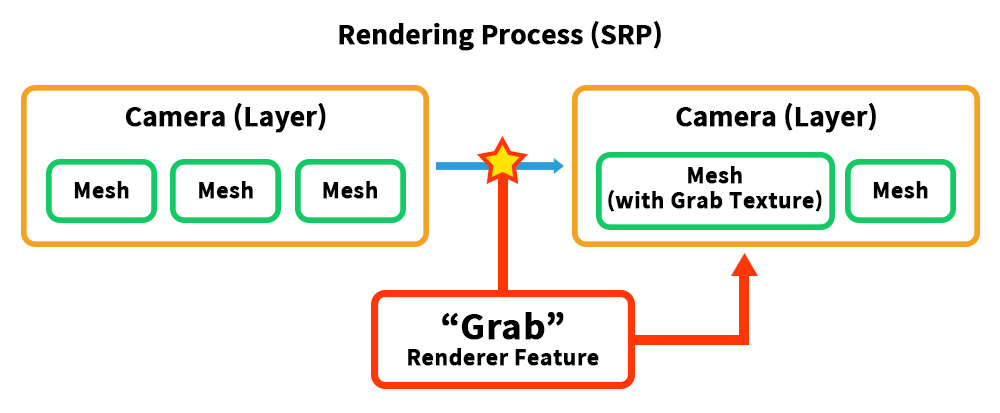 Rendering Process (SRP)
Camera (Layer)
Mesh
Mesh
Mesh
Camera (Layer)
Mesh
(with Grab Texture)
Mesh
“Grab”
Renderer Feature